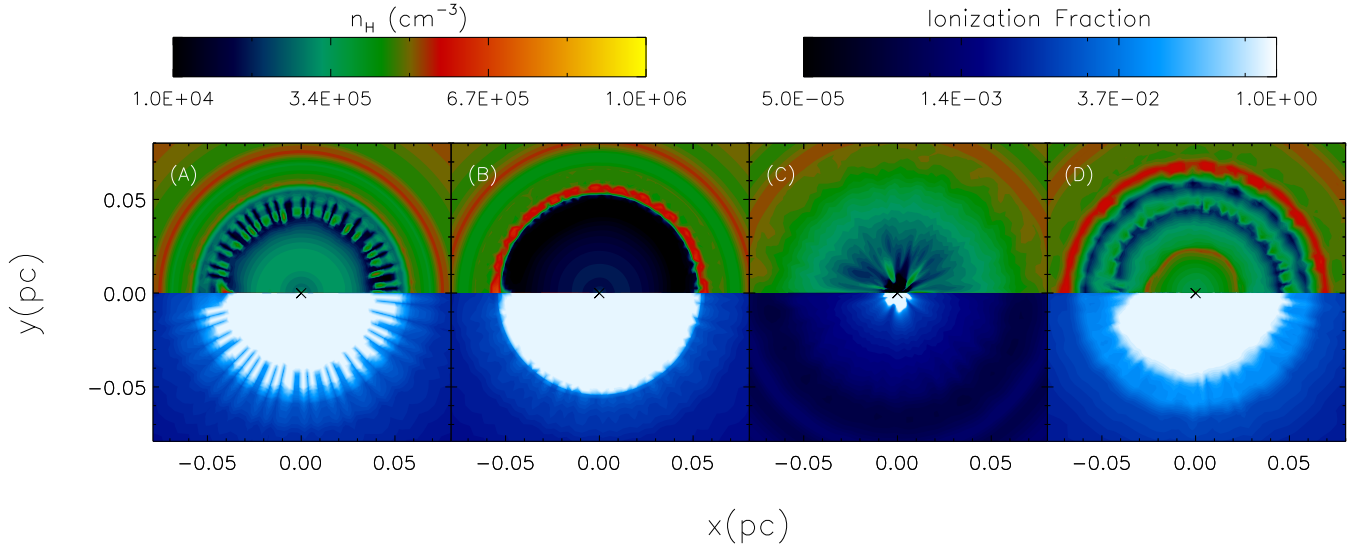 n_H (cm^-3) Ionization Fraction
1.0E+04 3.4E+05 6.7E+05 1.0E+06 5.0E-05 1.4E-03 3.7E-02 1.0E+00
(A) (B) (C) (D)
0.05
0.00
-0.05
y(pc)
-0.05 0.00 0.05 -0.05 0.00 0.05 -0.05 0.00 0.05 -0.05 0.00 0.05
x(pc)